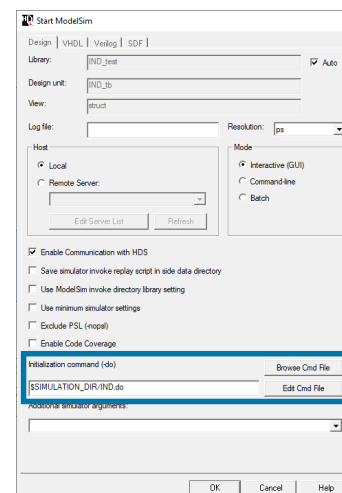 HD Start ModelSim
Design VHDL Verilog SDF
Library: IND_test Auto
Design unit: IND_tb
View: struct
Log file: Resolution: ps
Host Mode
Local Interactive (GUI)
Remote Server: Command-line
Batch
Edit Server List Refresh
Enable Communication with HDS
Save simulator invoke replay script in side data directory
Use ModelSim invoke directory library setting
Use minimum simulator settings
Exclude PSL (-nopsl)
Enable Code Coverage
Initialization command (-do) Browse Cmd File
$SIMULATION_DIR/IND.do Edit Cmd File
Additional simulator arguments:
OK Cancel Help